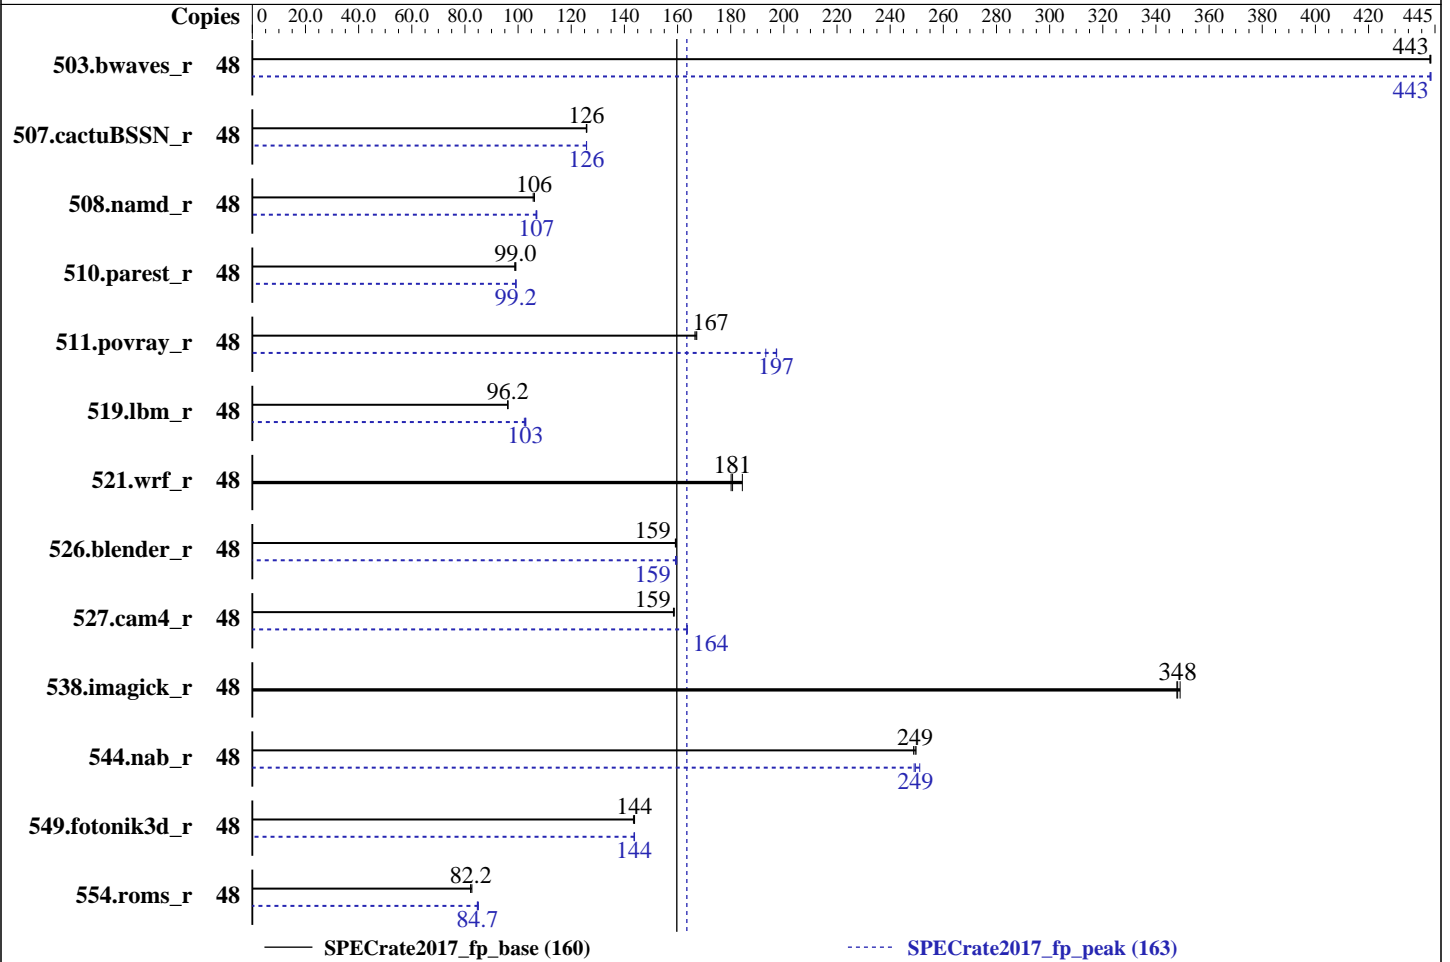 Copies 0 20.0 40.0 60.0 80.0 100 120 140 160 180 200 220 240 260 280 300 320 340 360 380 400 420 445
443
503.bwaves_r 48
443
126
507.cactuBSSN_r 48
126
106
508.namd_r 48
107
99.0
510.parest_r 48
99.2
167
511.povray_r 48
197
96.2
519.lbm_r 48
103
181
521.wrf_r 48
159
526.blender_r 48
159
159
527.cam4_r 48
164
348
538.imagick_r 48
249
544.nab_r 48
249
144
549.fotonik3d_r 48
144
82.2
554.roms_r 48
84.7
SPECrate2017_fp_base (160) SPECrate2017_fp_peak (163)